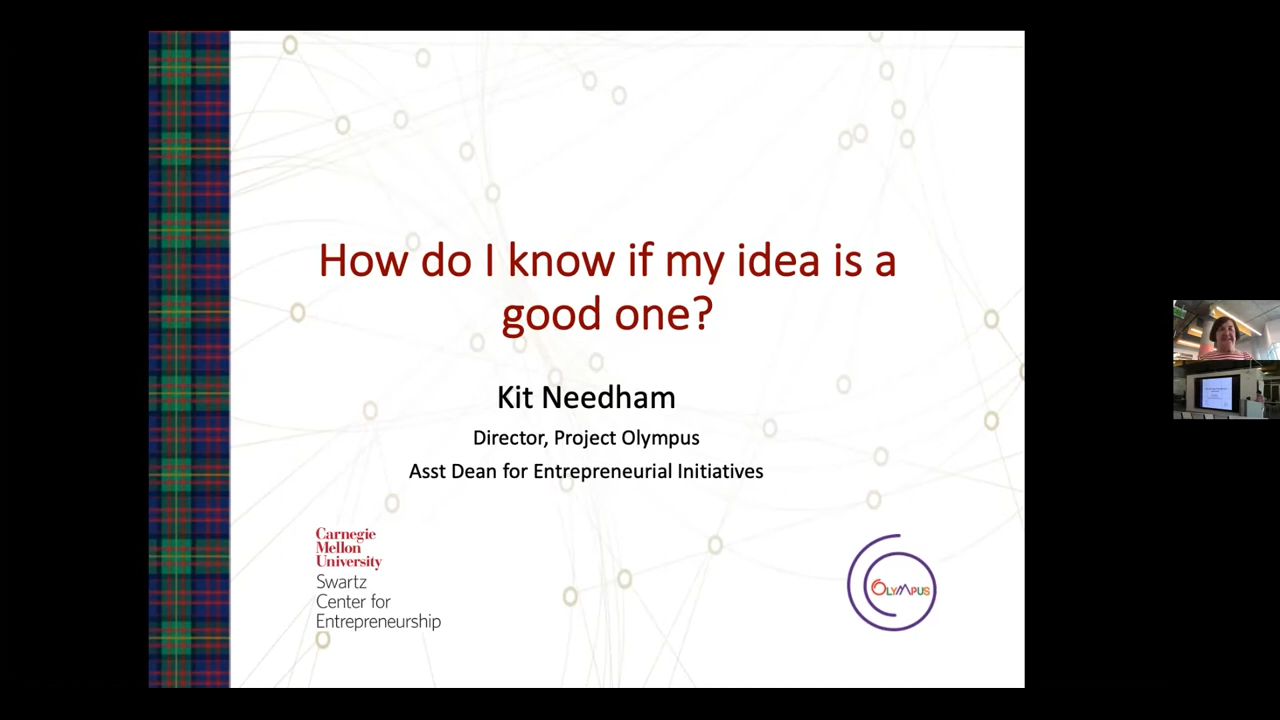 How do I know if my idea is a
good one?
Kit Needham
Director, Project Olympus
Asst Dean for Entrepreneurial Initiatives
Carnegie
Mellon
University
Swartz
Center for
Entrepreneurship
OLYMPUS